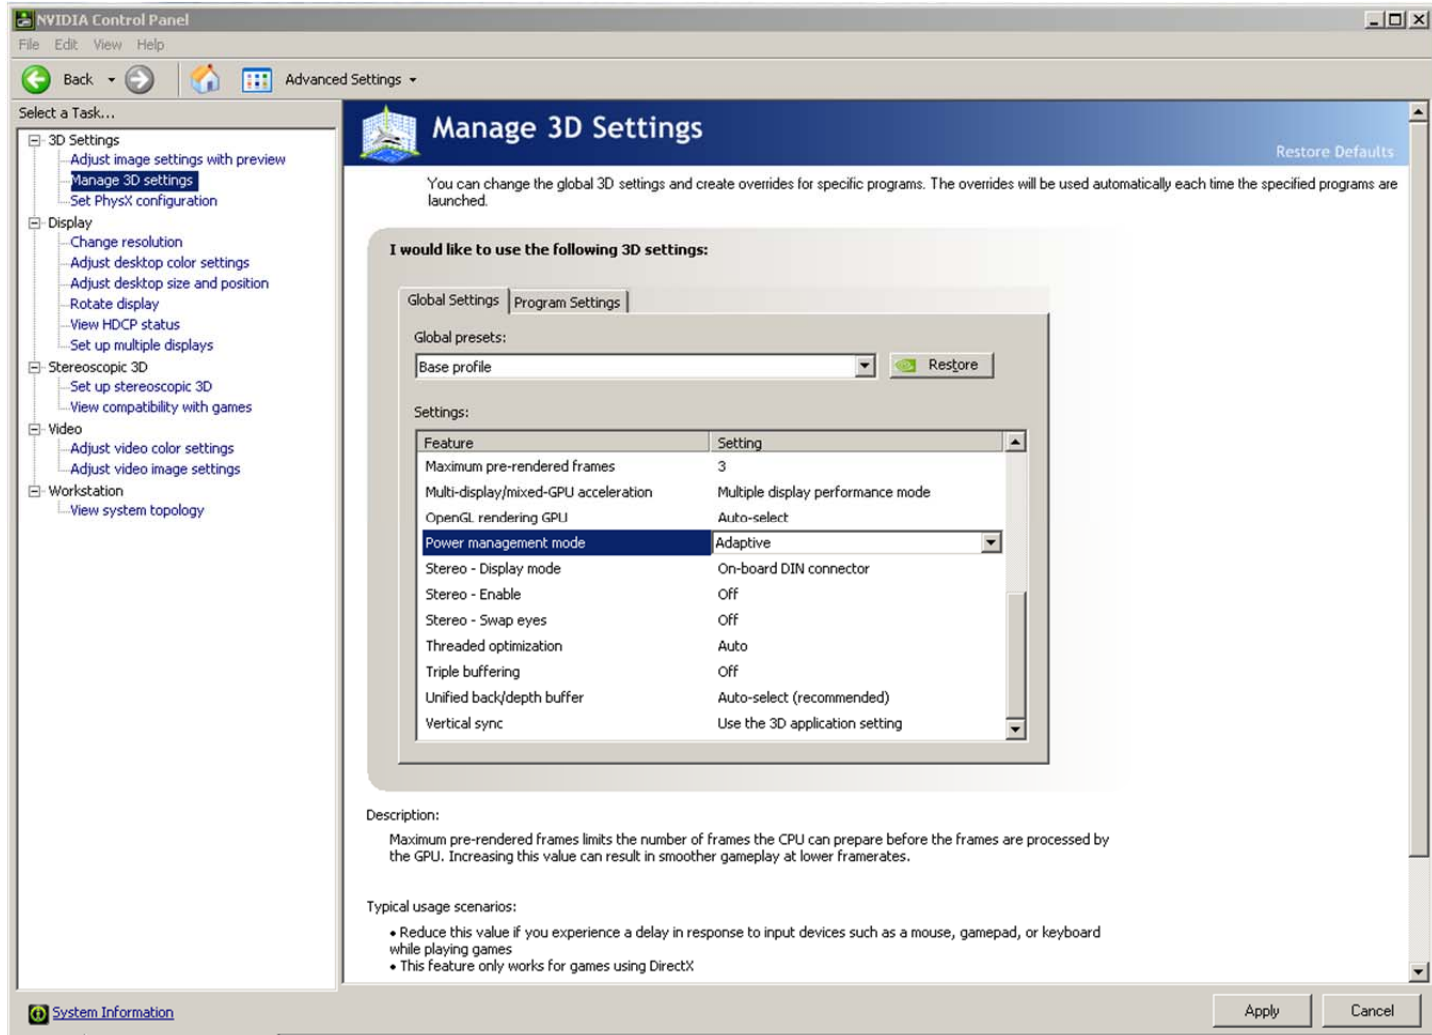 NVIDIA Control Panel
File Edit View Help
Back Advanced Settings
Select a Task...
3D Settings
Adjust image settings with preview
Manage 3D settings
Set PhysX configuration
Display
Change resolution
Adjust desktop color settings
Adjust desktop size and position
Rotate display
View HDCP status
Set up multiple displays
Stereoscopic 3D
Set up stereoscopic 3D
View compatibility with games
Video
Adjust video color settings
Adjust video image settings
Workstation
View system topology
Manage 3D Settings
Restore Defaults
You can change the global 3D settings and create overrides for specific programs. The overrides will be used automatically each time the specified programs are
launched.
I would like to use the following 3D settings:
Global Settings Program Settings
Global presets:
Base profile Restore
Settings:
Feature Setting
Maximum pre-rendered frames 3
Multi-display/mixed-GPU acceleration Multiple display performance mode
OpenGL rendering GPU Auto-select
Power management mode Adaptive
Stereo - Display mode On-board DIN connector
Stereo - Enable Off
Stereo - Swap eyes Off
Threaded optimization Auto
Triple buffering Off
Unified back/depth buffer Auto-select (recommended)
Vertical sync Use the 3D application setting
Description:
Maximum pre-rendered frames limits the number of frames the CPU can prepare before the frames are processed by
the GPU. Increasing this value can result in smoother gameplay at lower framerates.
Typical usage scenarios:
• Reduce this value if you experience a delay in response to input devices such as a mouse, gamepad, or keyboard
while playing games
• This feature only works for games using DirectX
System Information
Apply Cancel